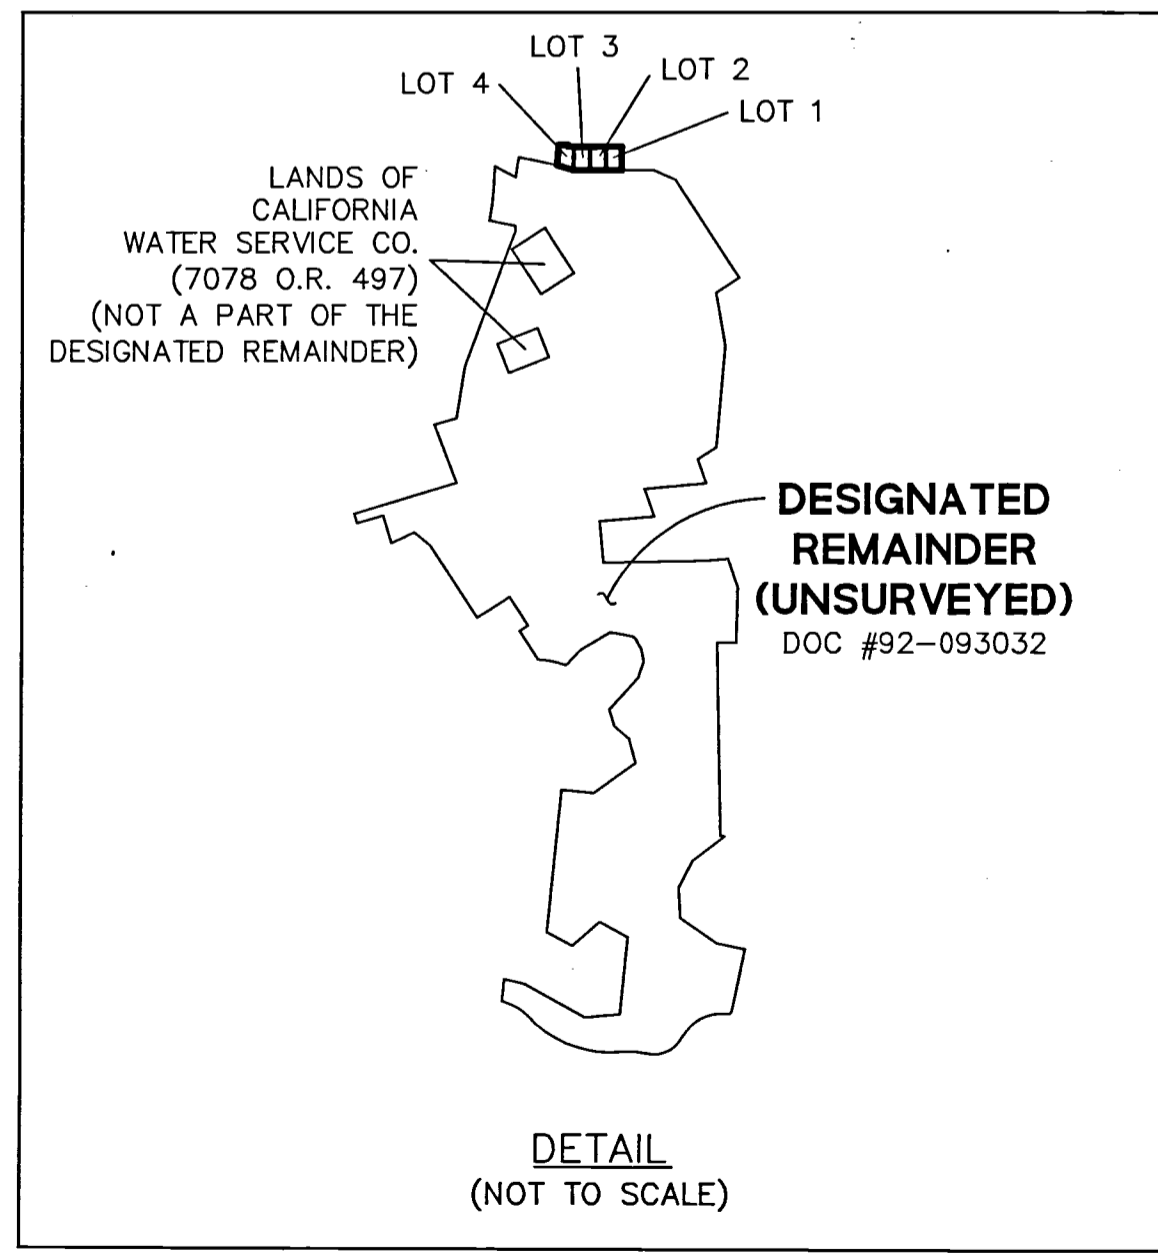 LOT 3
LOT 4
LOT 2
LOT 1
LANDS OF
CALIFORNIA
WATER SERVICE CO.
(7078 O.R. 497)
(NOT A PART OF THE
DESIGNATED REMAINDER)
DESIGNATED
REMAINDER
(UNSURVEYED)
DOC #92-093032
DETAIL
(NOT TO SCALE)